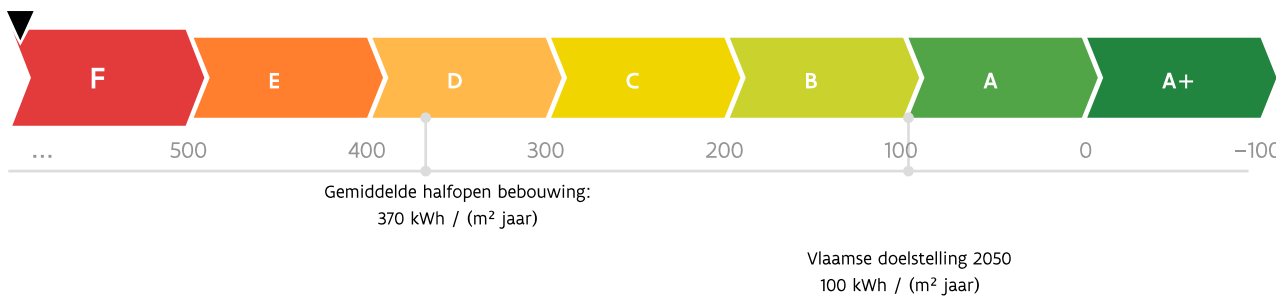 F E D C B A A+
... 500 400 300 200 100 0 −100
Gemiddelde halfopen bebouwing:
370 kWh / (m² jaar)
Vlaamse doelstelling 2050
100 kWh / (m² jaar)